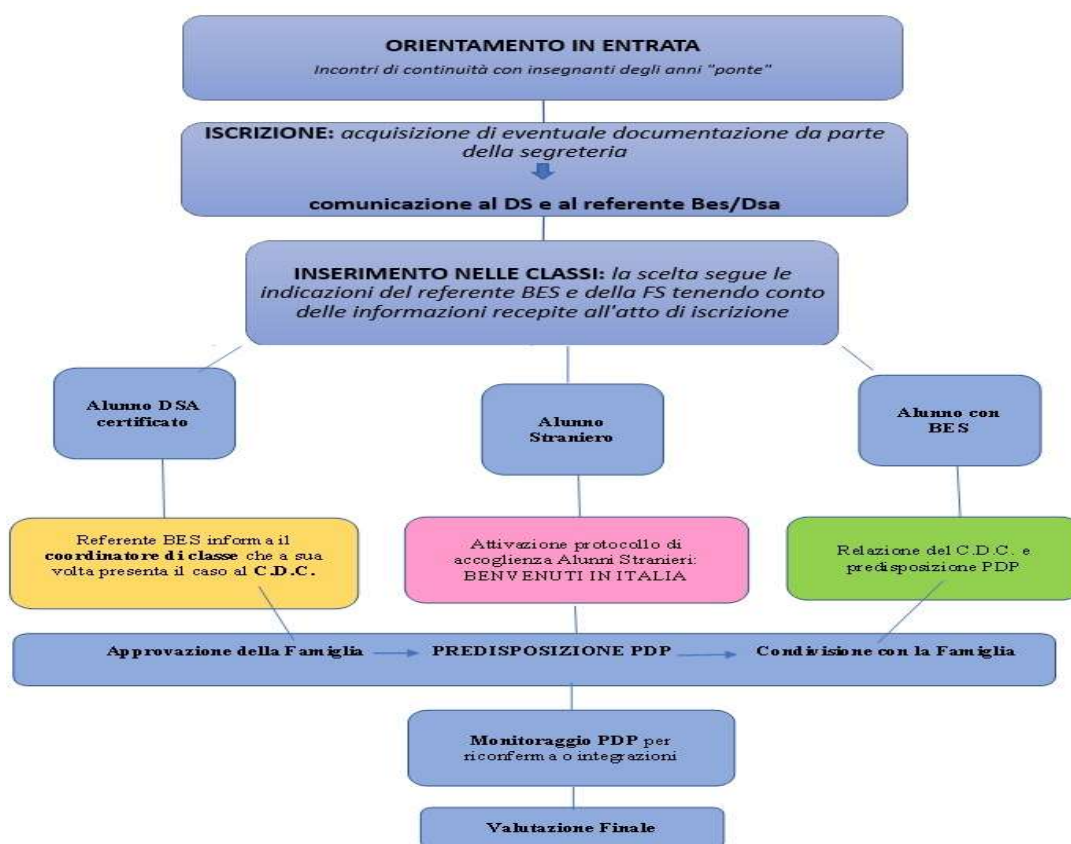 ORIENTAMENTO IN ENTRATA
Incontri di continuità con insegnanti degli anni "ponte"
ISCRIZIONE: acquisizione di eventuale documentazione da parte
della segreteria
comunicazione al DS e al referente Bes/Dsa
INSERIMENTO NELLE CLASSI: la scelta segue le
indicazioni del referente BES e della FS tenendo conto
delle informazioni recepite all'atto di iscrizione
Alunno DSA
certificato
Alunno
Straniero
Alunno con
BES
Referente BES informa il
coordinatore di classe che a sua
volta presenta il caso al C.D.C.
Attivazione protocollo di
accoglienza Alunni Stranieri:
BENVENUTI IN ITALIA
Relazione del C.D.C. e
predisposizione PDP
Approvazione della Famiglia PREDISPOSIZIONE PDP Condivisione con la Famiglia
Monitoraggio PDP per
riconferma o integrazioni
Valutazione Finale